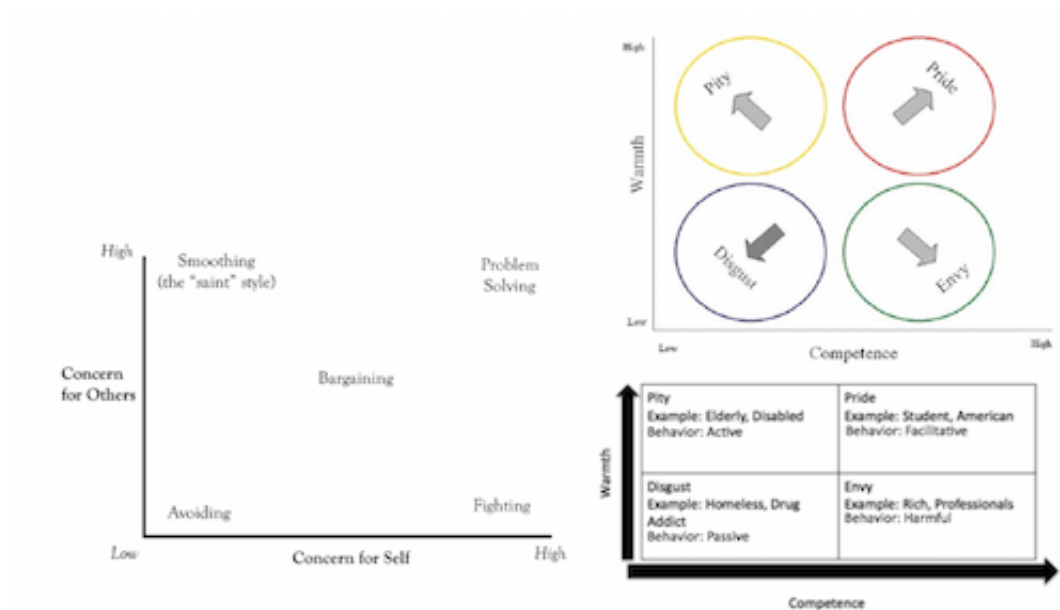 High
Smoothing
(the "saint" style)
Problem
Solving
Concern
for Others
Bargaining
Avoiding
Fighting
Low
Concern for Self
High
High
Pity
Pride
Warmth
Disgust
Envy
Low
Low
Competence
High
Pity
Example: Elderly, Disabled
Behavior: Active
Pride
Example: Student, American
Behavior: Facilitative
Warmth
Disgust
Example: Homeless, Drug
Addict
Behavior: Passive
Envy
Example: Rich, Professionals
Behavior: Harmful
Competence